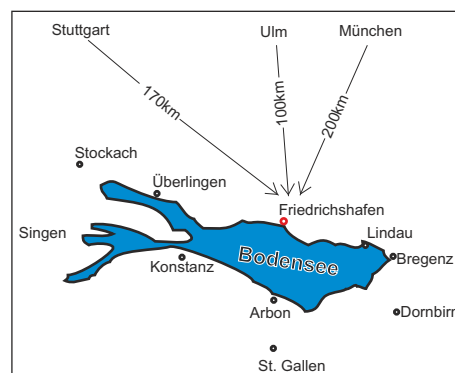 Stuttgart
Ulm
München
170km
100km
200km
Stockach
Überlingen
Friedrichshafen
Singen
Lindau
Konstanz
Bodensee
Bregenz
Arbon
Dornbirn
St. Gallen